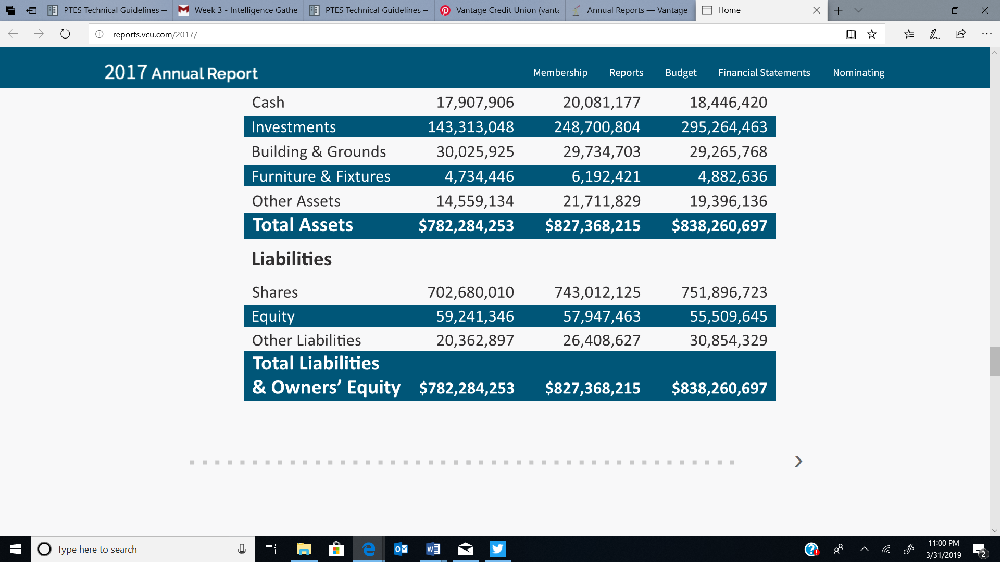 PTES Technical Guidelines —
Week 3 - Intelligence Gathe
PTES Technical Guidelines —
Vantage Credit Union (vanta
Annual Reports — Vantage
Home
reports.vcu.com/2017/
2017 Annual Report
Membership Reports Budget Financial Statements Nominating
Cash 17,907,906 20,081,177 18,446,420
Investments 143,313,048 248,700,804 295,264,463
Building & Grounds 30,025,925 29,734,703 29,265,768
Furniture & Fixtures 4,734,446 6,192,421 4,882,636
Other Assets 14,559,134 21,711,829 19,396,136
Total Assets $782,284,253 $827,368,215 $838,260,697
Liabilities
Shares 702,680,010 743,012,125 751,896,723
Equity 59,241,346 57,947,463 55,509,645
Other Liabilities 20,362,897 26,408,627 30,854,329
Total Liabilities
& Owners’ Equity $782,284,253 $827,368,215 $838,260,697
Type here to search
11:00 PM
3/31/2019
2